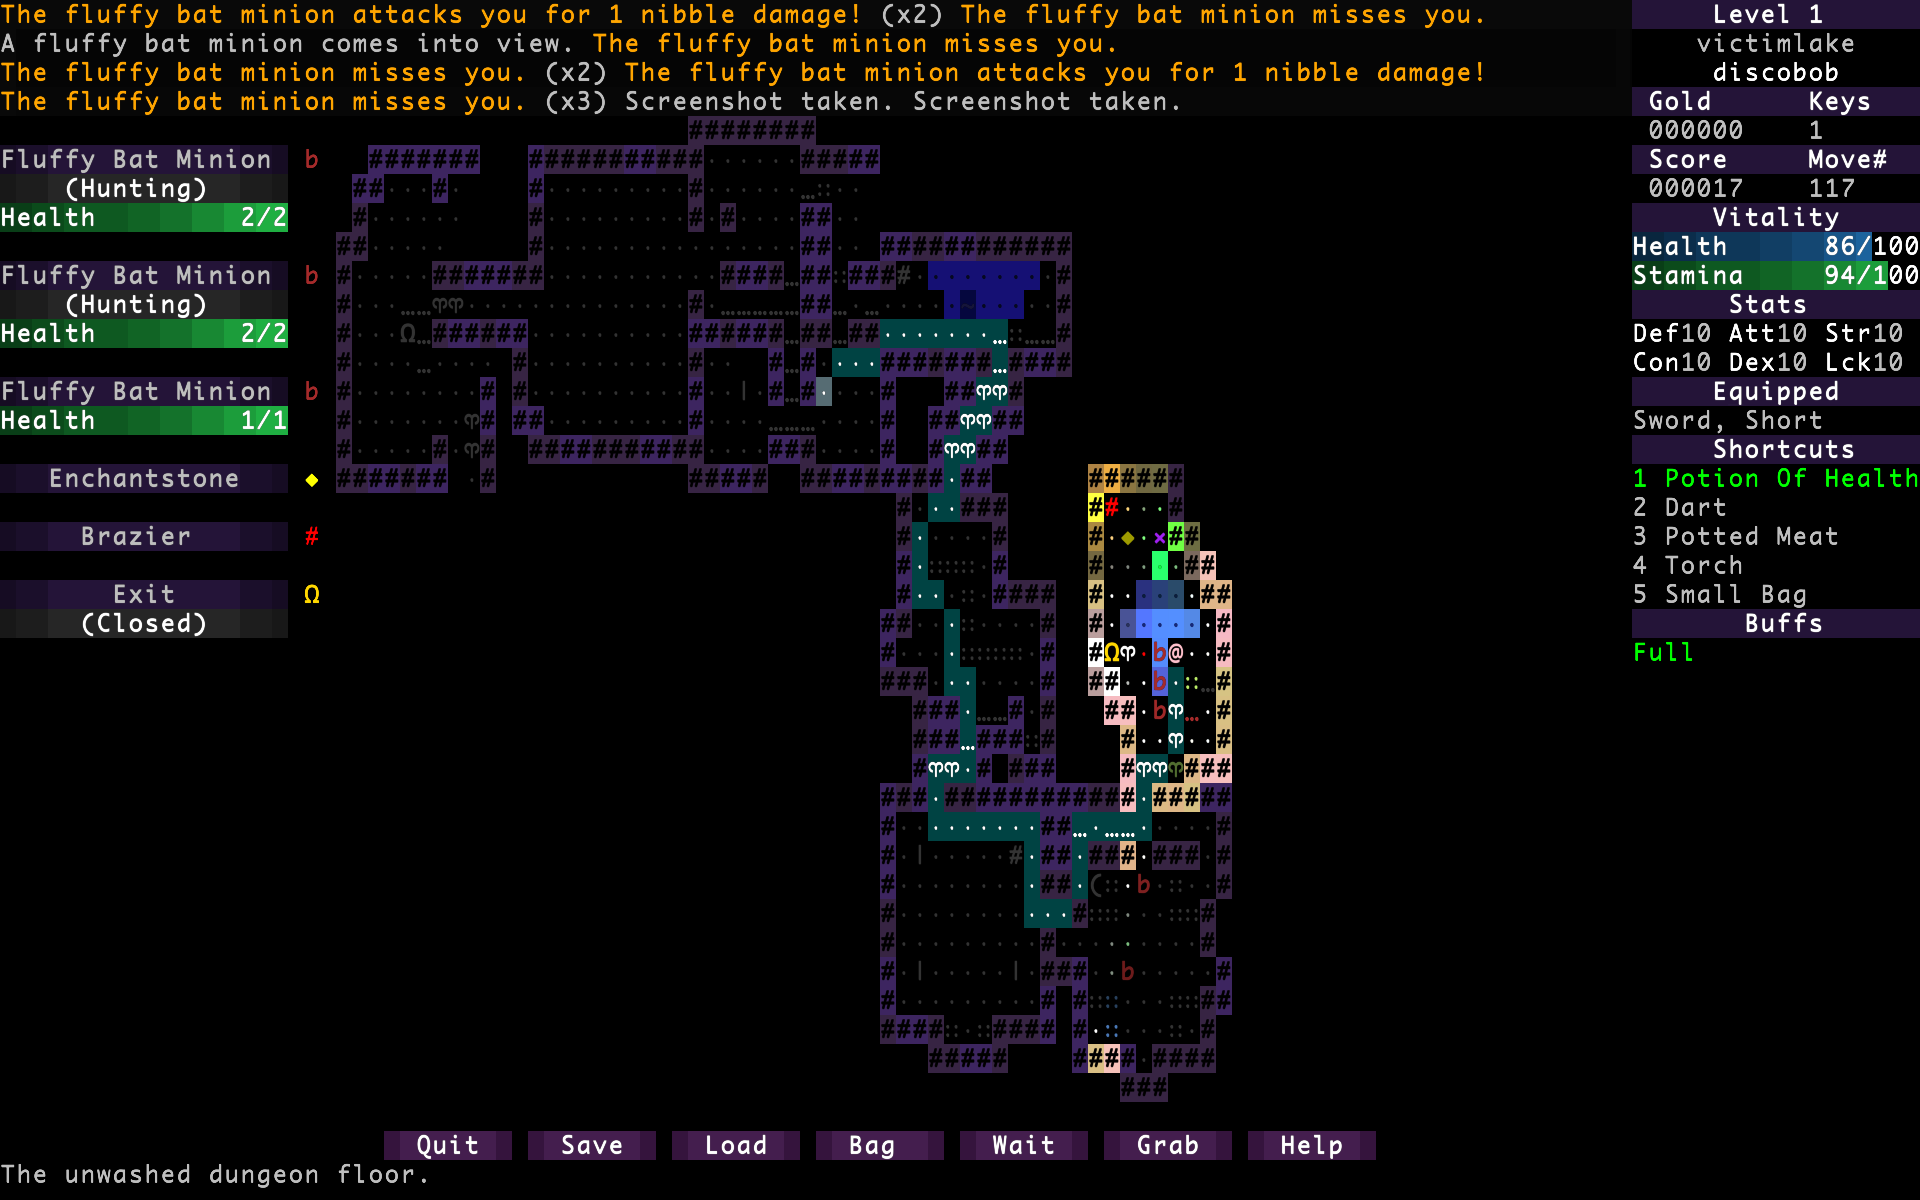 The fluffy bat minion attacks you for 1 nibble damage! (x2) The fluffy bat minion misses you.
A fluffy bat minion comes into view. The fluffy bat minion misses you.
The fluffy bat minion misses you. (x2) The fluffy bat minion attacks you for 1 nibble damage!
The fluffy bat minion misses you. (x3) Screenshot taken. Screenshot taken.
Fluffy Bat Minion b
(Hunting)
Health 2/2
Fluffy Bat Minion b
(Hunting)
Health 2/2
Fluffy Bat Minion b
Health 1/1
Enchantstone ◆
Brazier #
Exit Ω
(Closed)
Level 1
victimlake
discobob
Gold Keys
000000 1
Score Move#
000017 117
Vitality
Health 86/100
Stamina 94/100
Stats
Def10 Att10 Str10
Con10 Dex10 Lck10
Equipped
Sword, Short
Shortcuts
1 Potion Of Health
2 Dart
3 Potted Meat
4 Torch
5 Small Bag
Buffs
Full
Quit Save Load Bag Wait Grab Help
The unwashed dungeon floor.